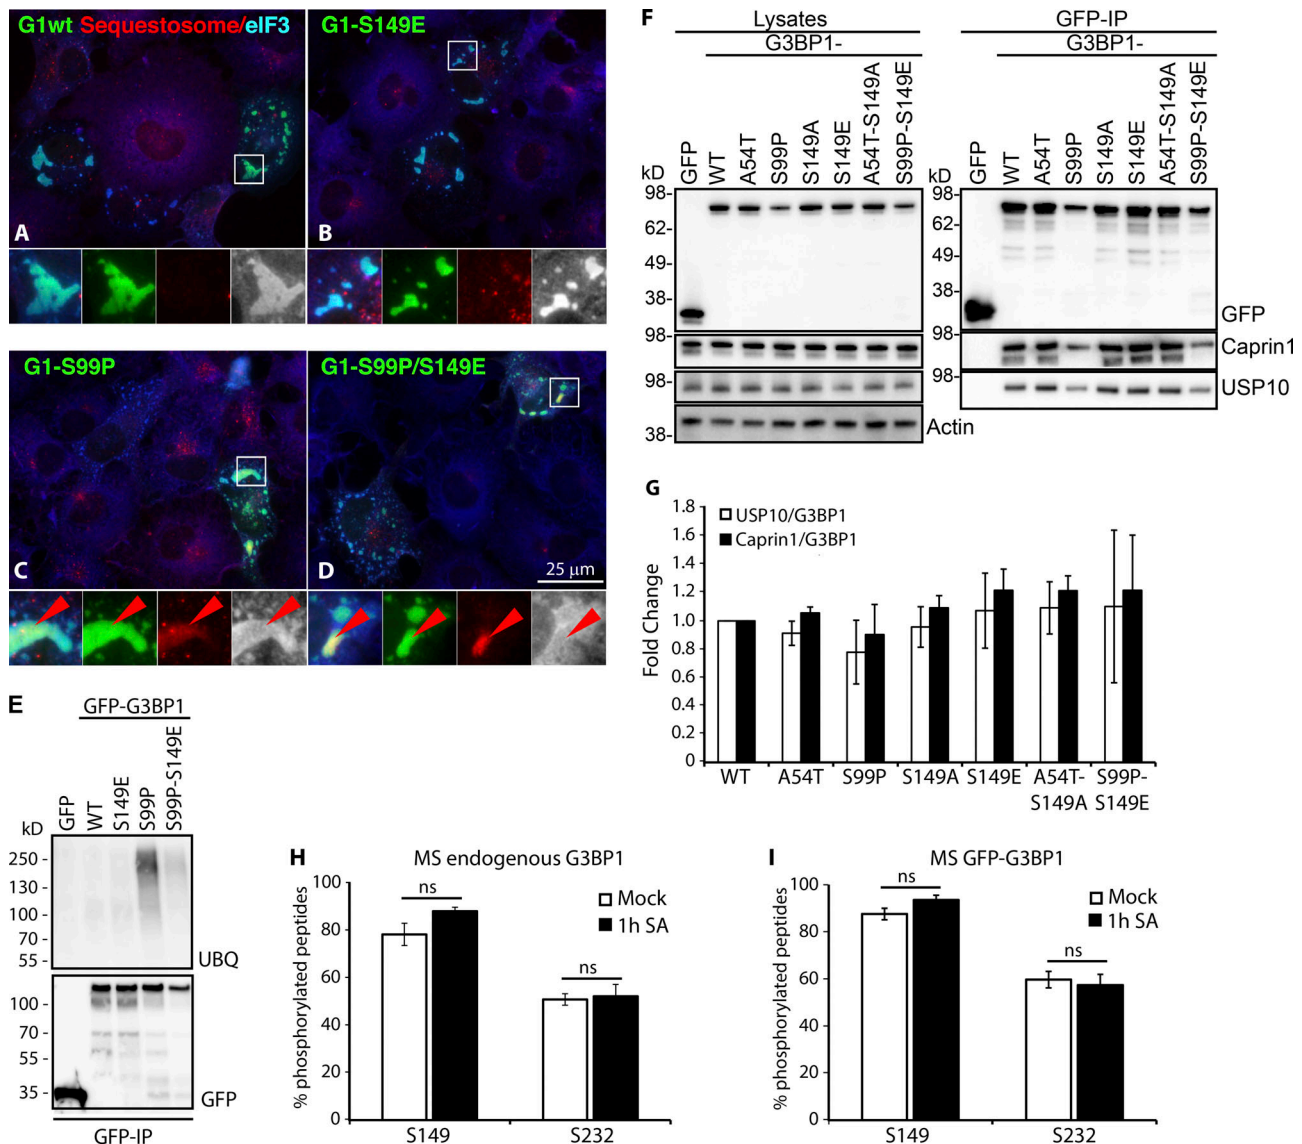 G1wt Sequestosome/eIF3
A
G1-S149E
B
G1-S99P
C
G1-S99P/S149E
D
25 μm
E
GFP-G3BP1
GFP
WT
S149E
S99P
S99P-S149E
kD
250 -
130 -
100 -
70 -
55 -
UBQ
100 -
70 -
55 -
35 -
GFP
GFP-IP
F
Lysates
G3BP1-
GFP
WT
A54T
S99P
S149A
S149E
A54T-S149A
S99P-S149E
kD
98-
62-
49-
38-
98-
98-
38-
Actin
GFP-IP
G3BP1-
GFP
WT
A54T
S99P
S149A
S149E
A54T-S149A
S99P-S149E
kD
98-
62-
49-
38-
98-
98-
GFP
Caprin1
USP10
G
Fold Change
1.8
1.6
1.4
1.2
1.0
0.8
0.6
0.4
0.2
0
USP10/G3BP1
Caprin1/G3BP1
WT
A54T
S99P
S149A
S149E
A54T-
S149A
S99P-
S149E
H
MS endogenous G3BP1
% phosphorylated peptides
100
80
60
40
20
0
ns
ns
Mock
1h SA
S149
S232
I
MS GFP-G3BP1
% phosphorylated peptides
100
80
60
40
20
0
ns
ns
Mock
1h SA
S149
S232